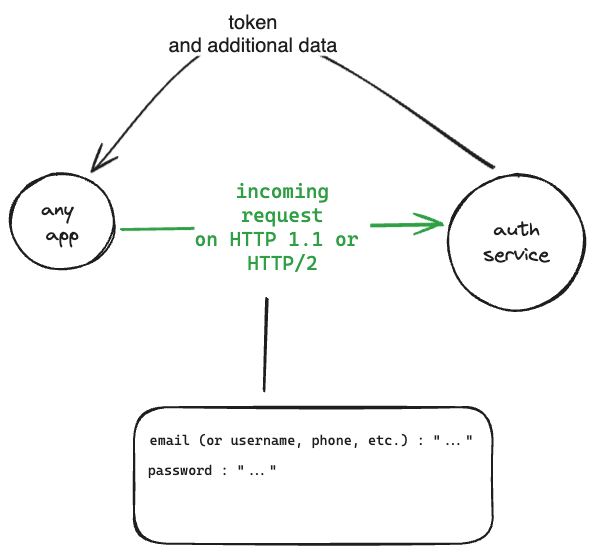 token
and additional data
any
app
incoming
request
on HTTP 1.1 or
HTTP/2
auth
service
email (or username, phone, etc.) : "..."
password : "..."